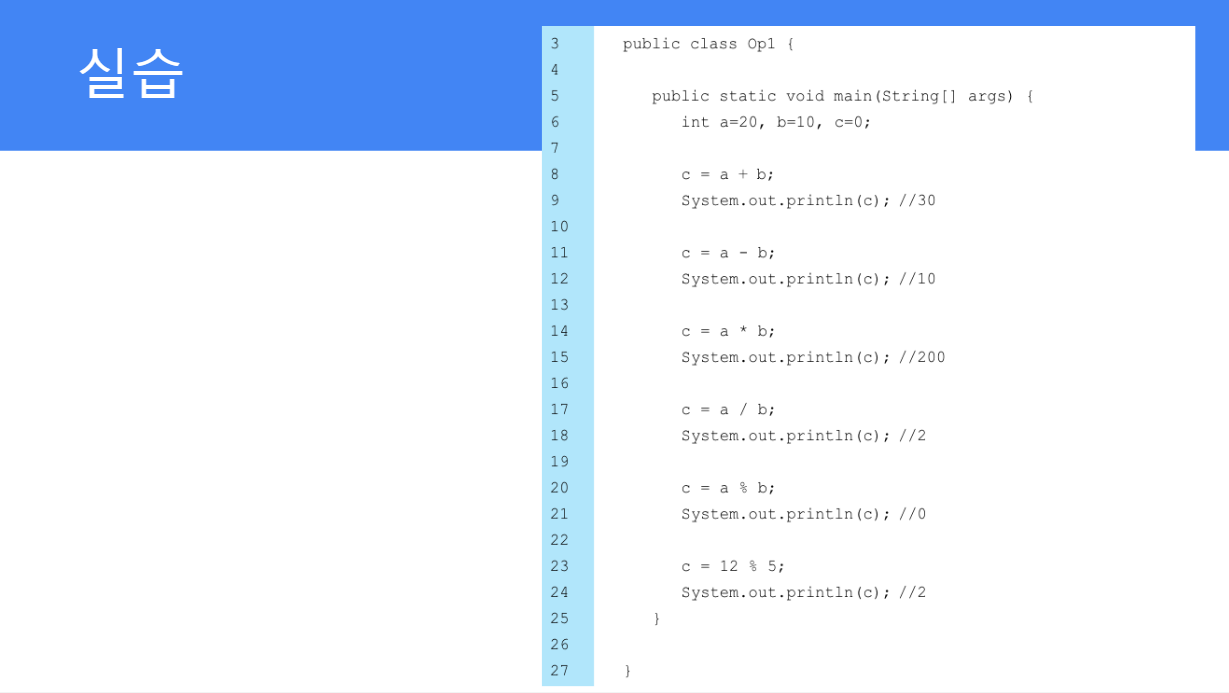 실습
3 public class Op1 {
4
5 public static void main(String[] args) {
6 int a=20, b=10, c=0;
7
8 c = a + b;
9 System.out.println(c); //30
10
11 c = a - b;
12 System.out.println(c); //10
13
14 c = a * b;
15 System.out.println(c); //200
16
17 c = a / b;
18 System.out.println(c); //2
19
20 c = a % b;
21 System.out.println(c); //0
22
23 c = 12 % 5;
24 System.out.println(c); //2
25 }
26
27 }